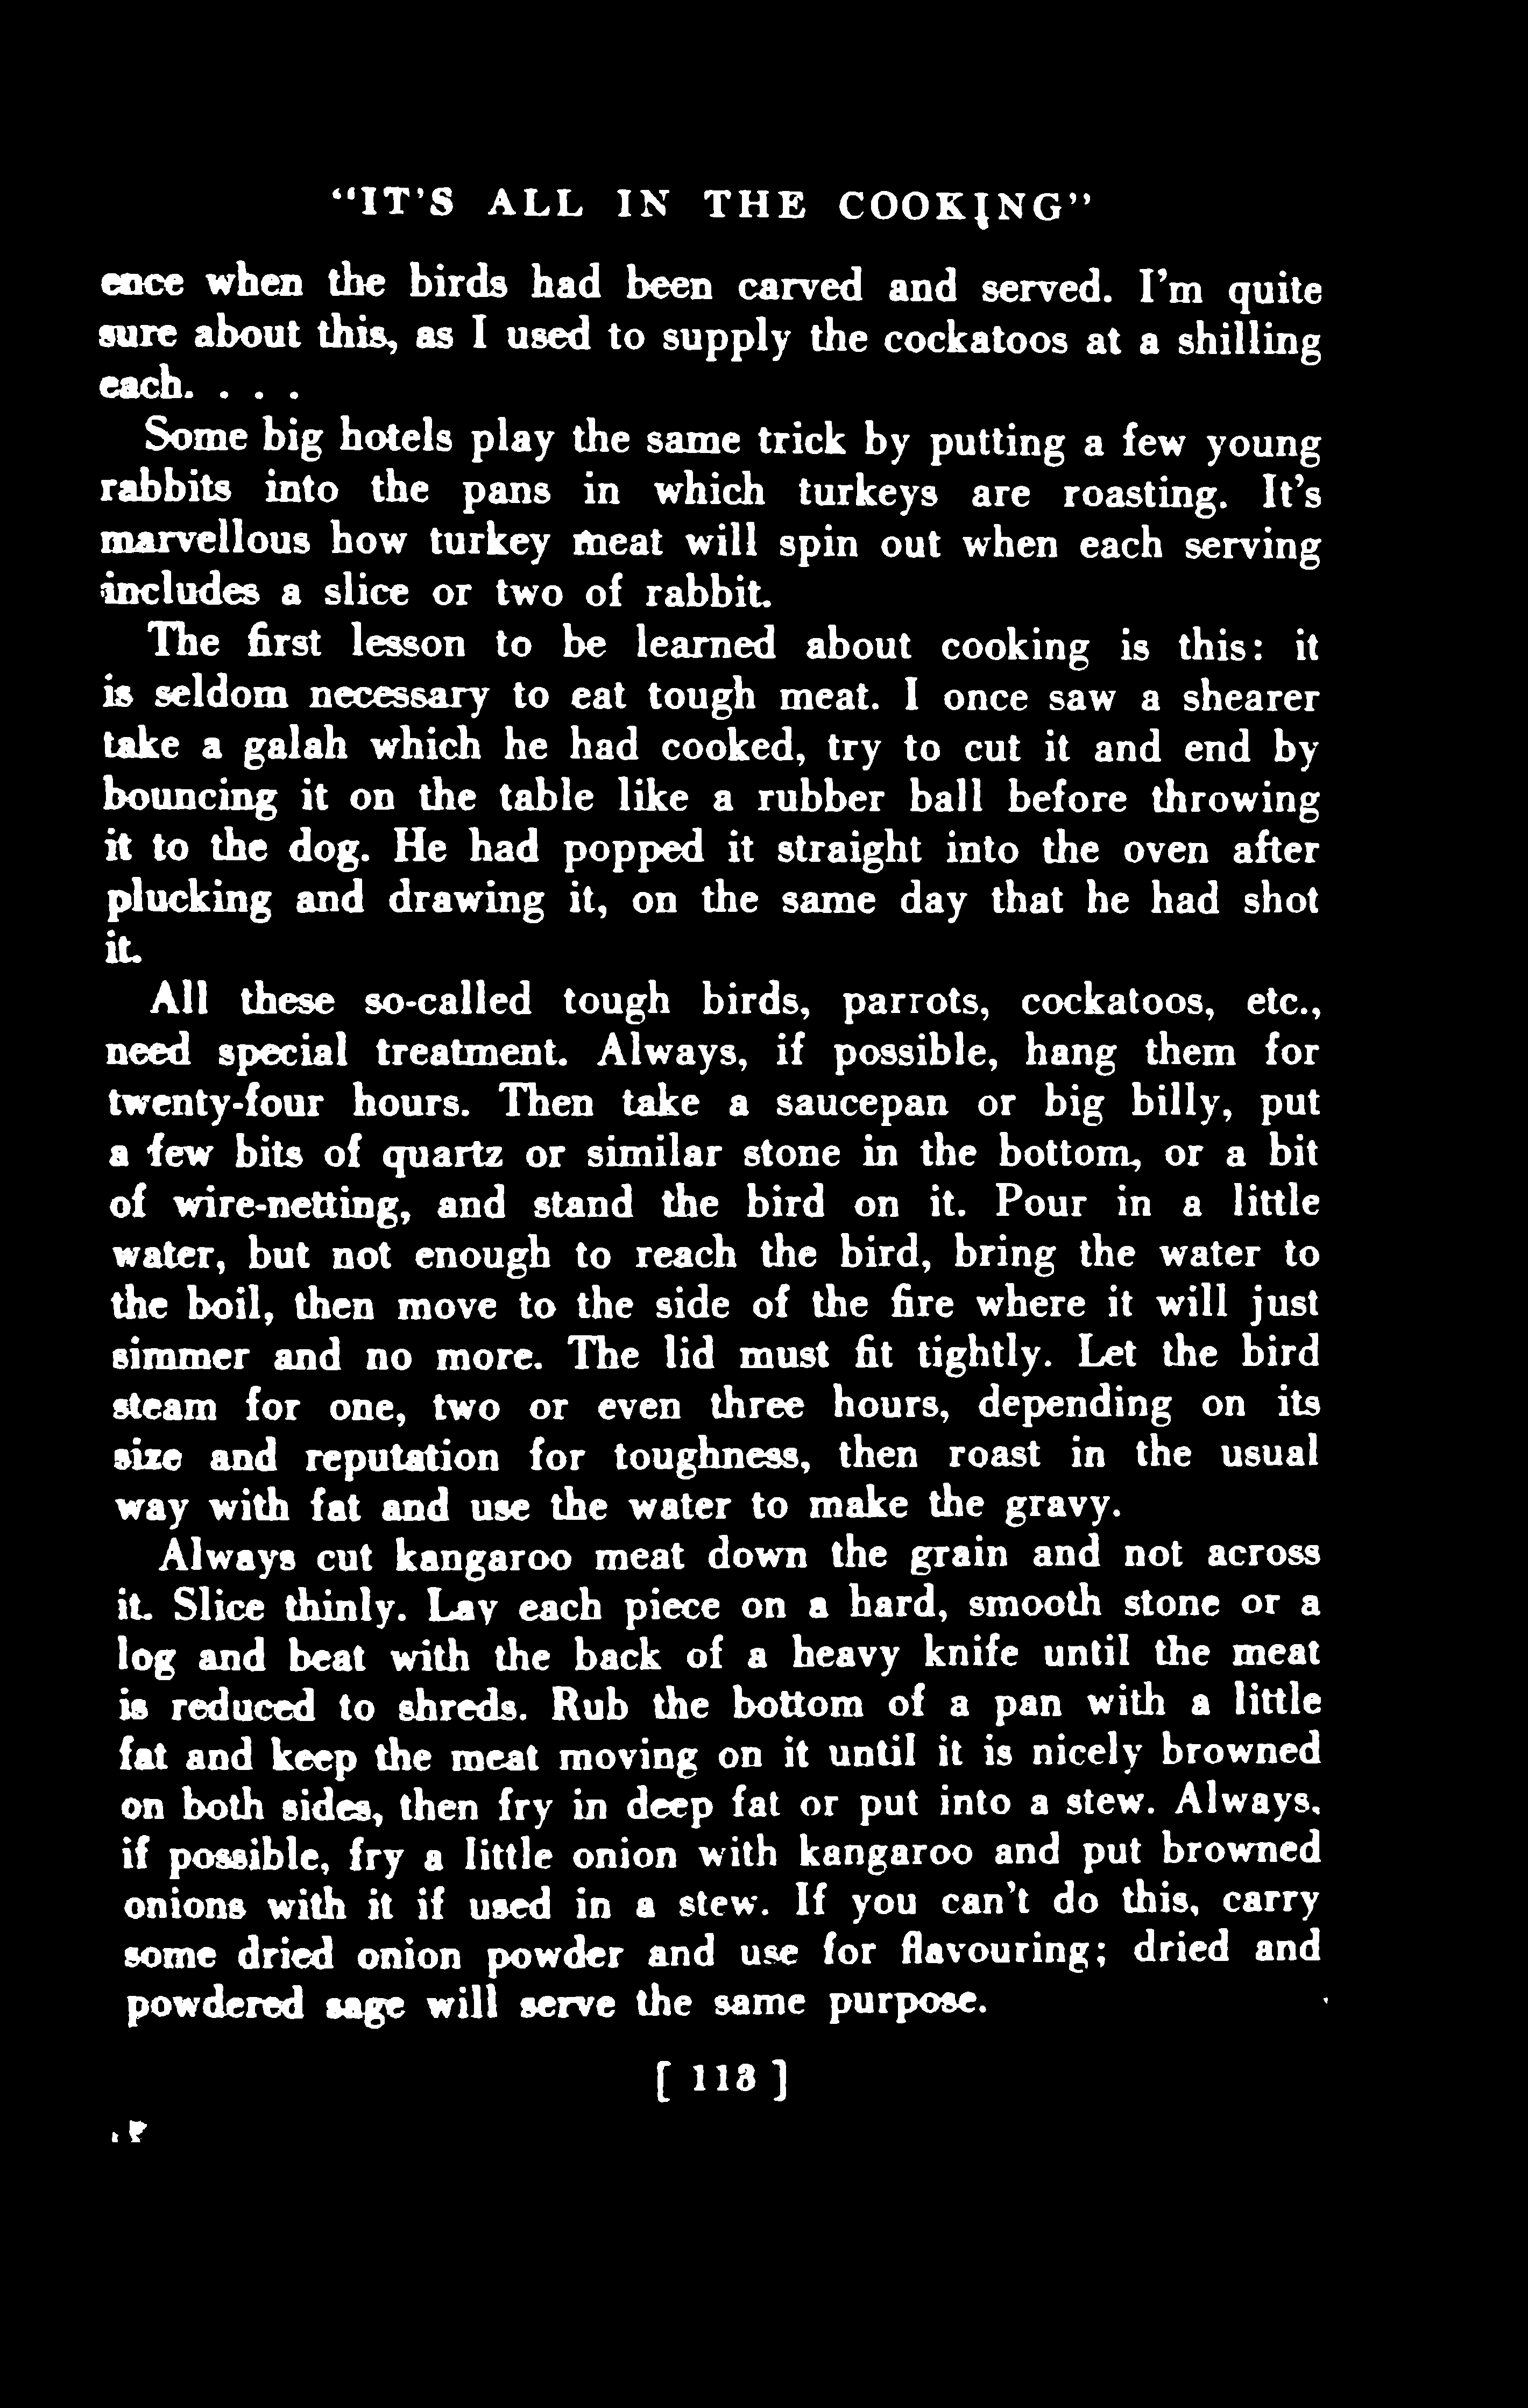 "IT'S ALL IN THE COOKING"
ence when the birds had been carved and served. I'm quite
sure about this, as I used to supply the cockatoos at a shilling
each. . . .
Some big hotels play the same trick by putting a few young
rabbits into the pans in which turkeys are roasting. It's
marvellous how turkey meat will spin out when each serving
includes a slice or two of rabbit.
The first lesson to be learned about cooking is this: it
is seldom necessary to eat tough meat. I once saw a shearer
take a galah which he had cooked, try to cut it and end by
bouncing it on the table like a rubber ball before throwing
it to the dog. He had popped it straight into the oven after
plucking and drawing it, on the same day that he had shot
it.
All these so-called tough birds, parrots, cockatoos, etc.,
need special treatment. Always, if possible, hang them for
twenty-four hours. Then take a saucepan or big billy, put
a few bits of quartz or similar stone in the bottom, or a bit
of wire-netting, and stand the bird on it. Pour in a little
water, but not enough to reach the bird, bring the water to
the boil, then move to the side of the fire where it will just
simmer and no more. The lid must fit tightly. Let the bird
steam for one, two or even three hours, depending on its
size and reputation for toughness, then roast in the usual
way with fat and use the water to make the gravy.
Always cut kangaroo meat down the grain and not across
it. Slice thinly. Lay each piece on a hard, smooth stone or a
log and beat with the back of a heavy knife until the meat
is reduced to shreds. Rub the bottom of a pan with a little
fat and keep the meat moving on it until it is nicely browned
on both sides, then fry in deep fat or put into a stew. Always,
if possible, fry a little onion with kangaroo and put browned
onions with it if used in a stew. If you can't do this, carry
some dried onion powder and use for flavouring; dried and
powdered sage will serve the same purpose.
[ 113 ]